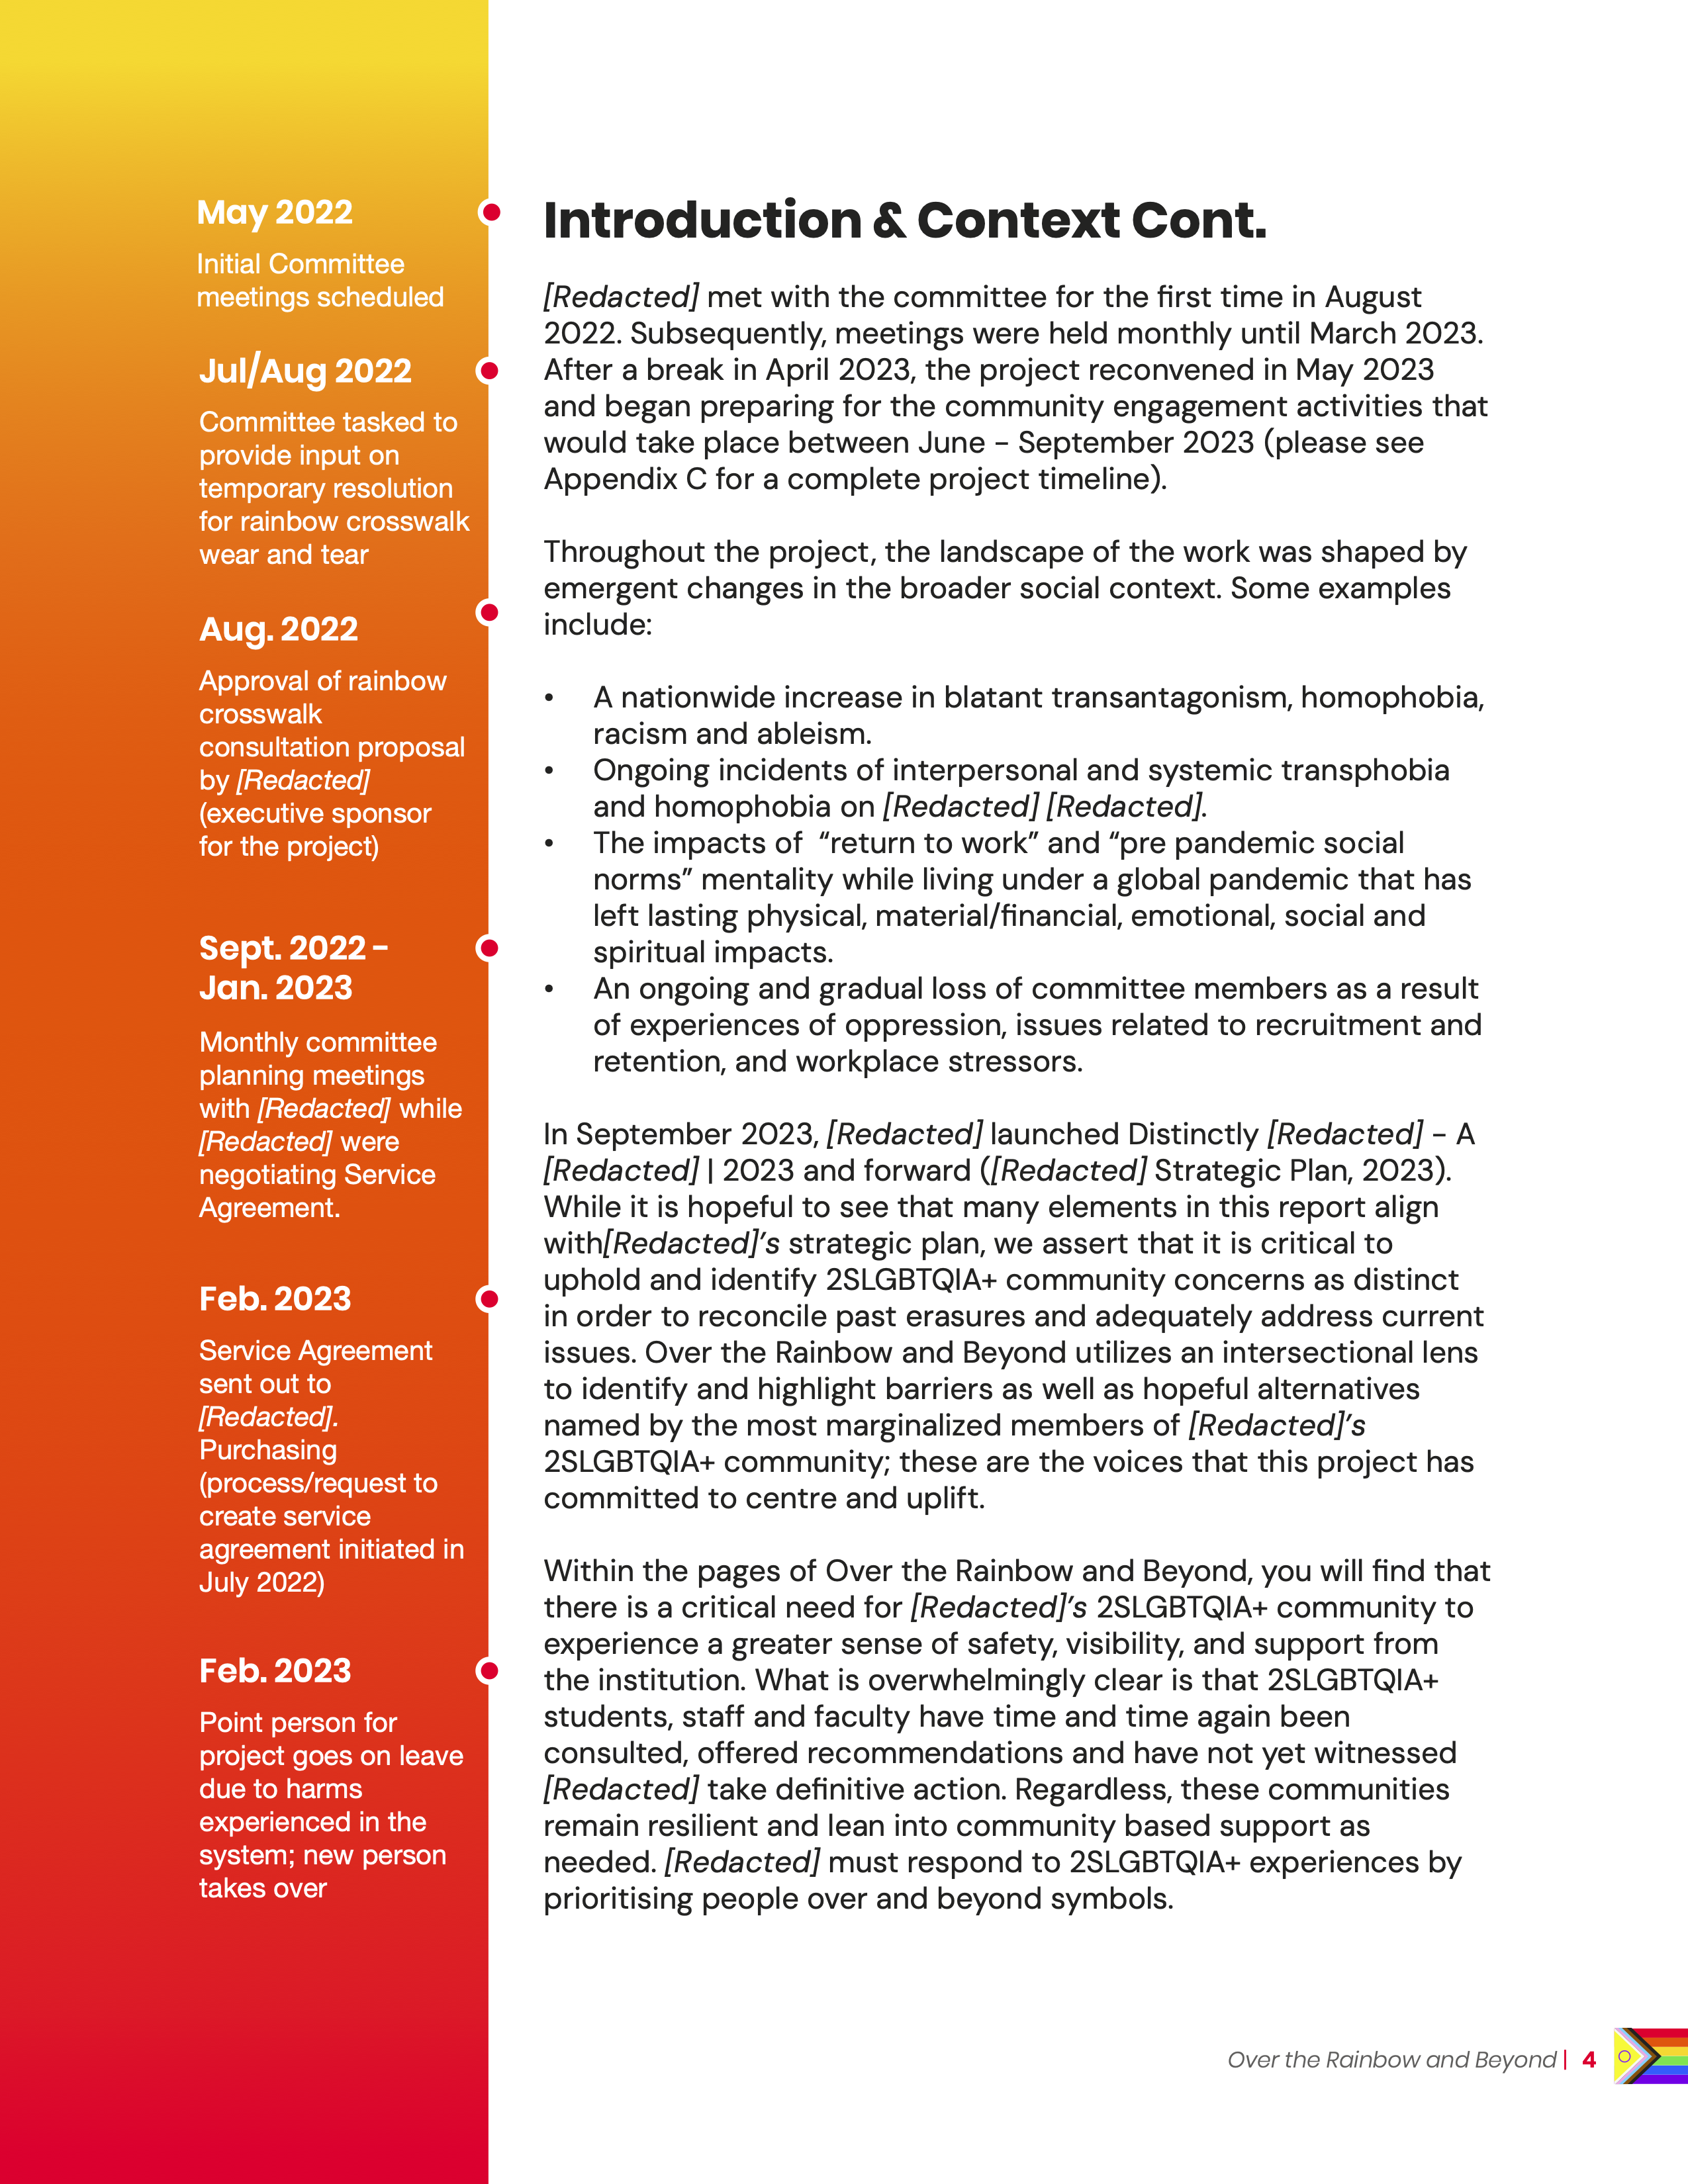 May 2022
Initial Committee
meetings scheduled
Jul/Aug 2022
Committee tasked to
provide input on
temporary resolution
for rainbow crosswalk
wear and tear
Aug. 2022
Approval of rainbow
crosswalk
consultation proposal
by [Redacted]
(executive sponsor
for the project)
Sept. 2022 -
Jan. 2023
Monthly committee
planning meetings
with [Redacted] while
[Redacted] were
negotiating Service
Agreement.
Feb. 2023
Service Agreement
sent out to
[Redacted].
Purchasing
(process/request to
create service
agreement initiated in
July 2022)
Feb. 2023
Point person for
project goes on leave
due to harms
experienced in the
system; new person
takes over
Introduction & Context Cont.
[Redacted] met with the committee for the first time in August
2022. Subsequently, meetings were held monthly until March 2023.
After a break in April 2023, the project reconvened in May 2023
and began preparing for the community engagement activities that
would take place between June - September 2023 (please see
Appendix C for a complete project timeline).
Throughout the project, the landscape of the work was shaped by
emergent changes in the broader social context. Some examples
include:
• A nationwide increase in blatant transantagonism, homophobia,
racism and ableism.
• Ongoing incidents of interpersonal and systemic transphobia
and homophobia on [Redacted] [Redacted].
• The impacts of “return to work” and “pre pandemic social
norms” mentality while living under a global pandemic that has
left lasting physical, material/financial, emotional, social and
spiritual impacts.
• An ongoing and gradual loss of committee members as a result
of experiences of oppression, issues related to recruitment and
retention, and workplace stressors.
In September 2023, [Redacted] launched Distinctly [Redacted] - A
[Redacted] | 2023 and forward ([Redacted] Strategic Plan, 2023).
While it is hopeful to see that many elements in this report align
with[Redacted]’s strategic plan, we assert that it is critical to
uphold and identify 2SLGBTQIA+ community concerns as distinct
in order to reconcile past erasures and adequately address current
issues. Over the Rainbow and Beyond utilizes an intersectional lens
to identify and highlight barriers as well as hopeful alternatives
named by the most marginalized members of [Redacted]’s
2SLGBTQIA+ community; these are the voices that this project has
committed to centre and uplift.
Within the pages of Over the Rainbow and Beyond, you will find that
there is a critical need for [Redacted]’s 2SLGBTQIA+ community to
experience a greater sense of safety, visibility, and support from
the institution. What is overwhelmingly clear is that 2SLGBTQIA+
students, staff and faculty have time and time again been
consulted, offered recommendations and have not yet witnessed
[Redacted] take definitive action. Regardless, these communities
remain resilient and lean into community based support as
needed. [Redacted] must respond to 2SLGBTQIA+ experiences by
prioritising people over and beyond symbols.
Over the Rainbow and Beyond | 4